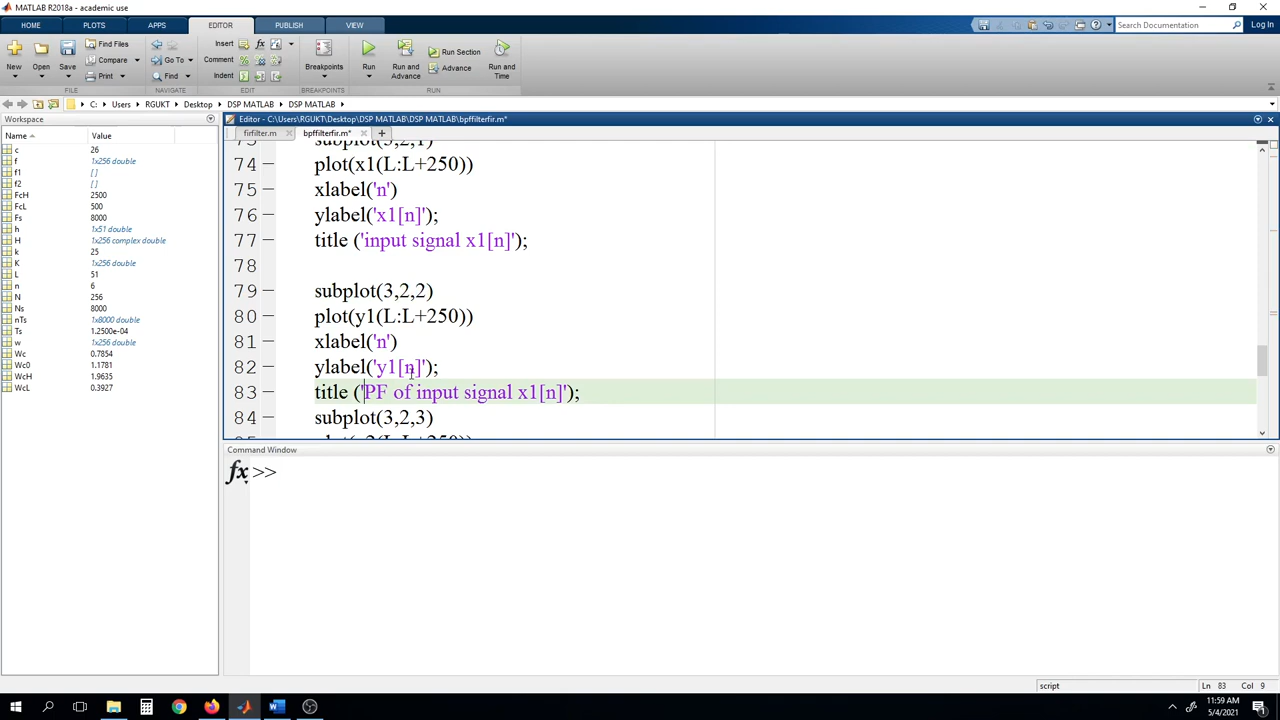 MATLAB R2018a - academic use
HOME PLOTS APPS EDITOR PUBLISH VIEW Search Documentation Log In
New Open Save Find Files Compare Print
Go To Find
Insert fx
Comment
Indent
Breakpoints Run Run and Advance Run Section Advance Run and Time
FILE NAVIGATE EDIT BREAKPOINTS RUN
C: Users RGUKT Desktop DSP MATLAB DSP MATLAB
Workspace
Name Value
c 26
f 1x256 double
f1 []
f2 []
FcH 2500
FcL 500
Fs 8000
h 1x51 double
H 1x256 complex double
k 25
K 1x256 double
L 51
n 6
N 256
Ns 8000
nTs 1x8000 double
Ts 1.2500e-04
w 1x256 double
Wc 0.7854
Wc0 1.1781
WcH 1.9635
WcL 0.3927
Editor - C:\Users\RGUKT\Desktop\DSP MATLAB\DSP MATLAB\bpffilterfir.m*
firfilter.m bpffilterfir.m*
73 subplot(3,2,1)
74 plot(x1(L:L+250))
75 xlabel('n')
76 ylabel('x1[n]');
77 title ('input signal x1[n]');
78
79 subplot(3,2,2)
80 plot(y1(L:L+250))
81 xlabel('n')
82 ylabel('y1[n]');
83 title ('PF of input signal x1[n]');
84 subplot(3,2,3)
Command Window
fx >>
script Ln 83 Col 9
11:59 AM
5/4/2021